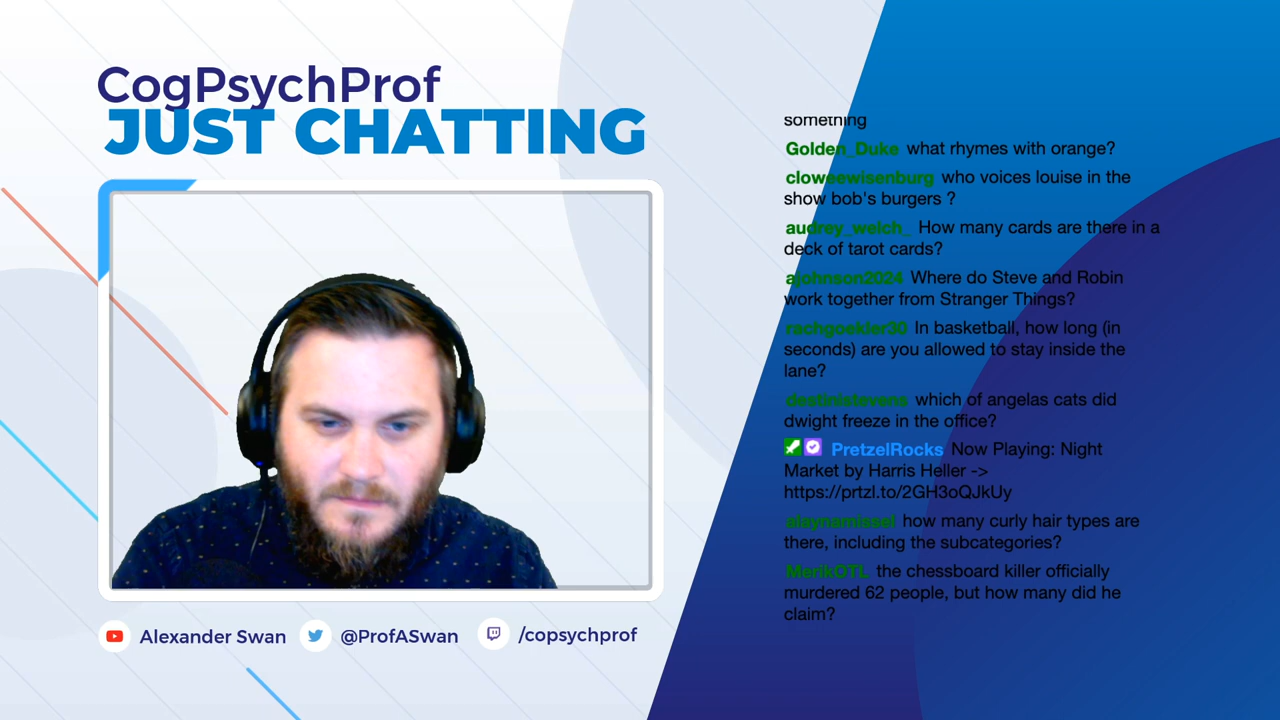 CogPsychProf
JUST CHATTING
Alexander Swan
@ProfASwan
/copsychprof
something
Golden_Duke what rhymes with orange?
cloweewisenburg who voices louise in the
show bob's burgers ?
audrey_welch_ How many cards are there in a
deck of tarot cards?
ajohnson2024 Where do Steve and Robin
work together from Stranger Things?
rachgoekler30 In basketball, how long (in
seconds) are you allowed to stay inside the
lane?
destinistevens which of angelas cats did
dwight freeze in the office?
PretzelRocks Now Playing: Night
Market by Harris Heller ->
https://prtzl.to/2GH3oQJkUy
alaynamissel how many curly hair types are
there, including the subcategories?
MerikOTL the chessboard killer officially
murdered 62 people, but how many did he
claim?